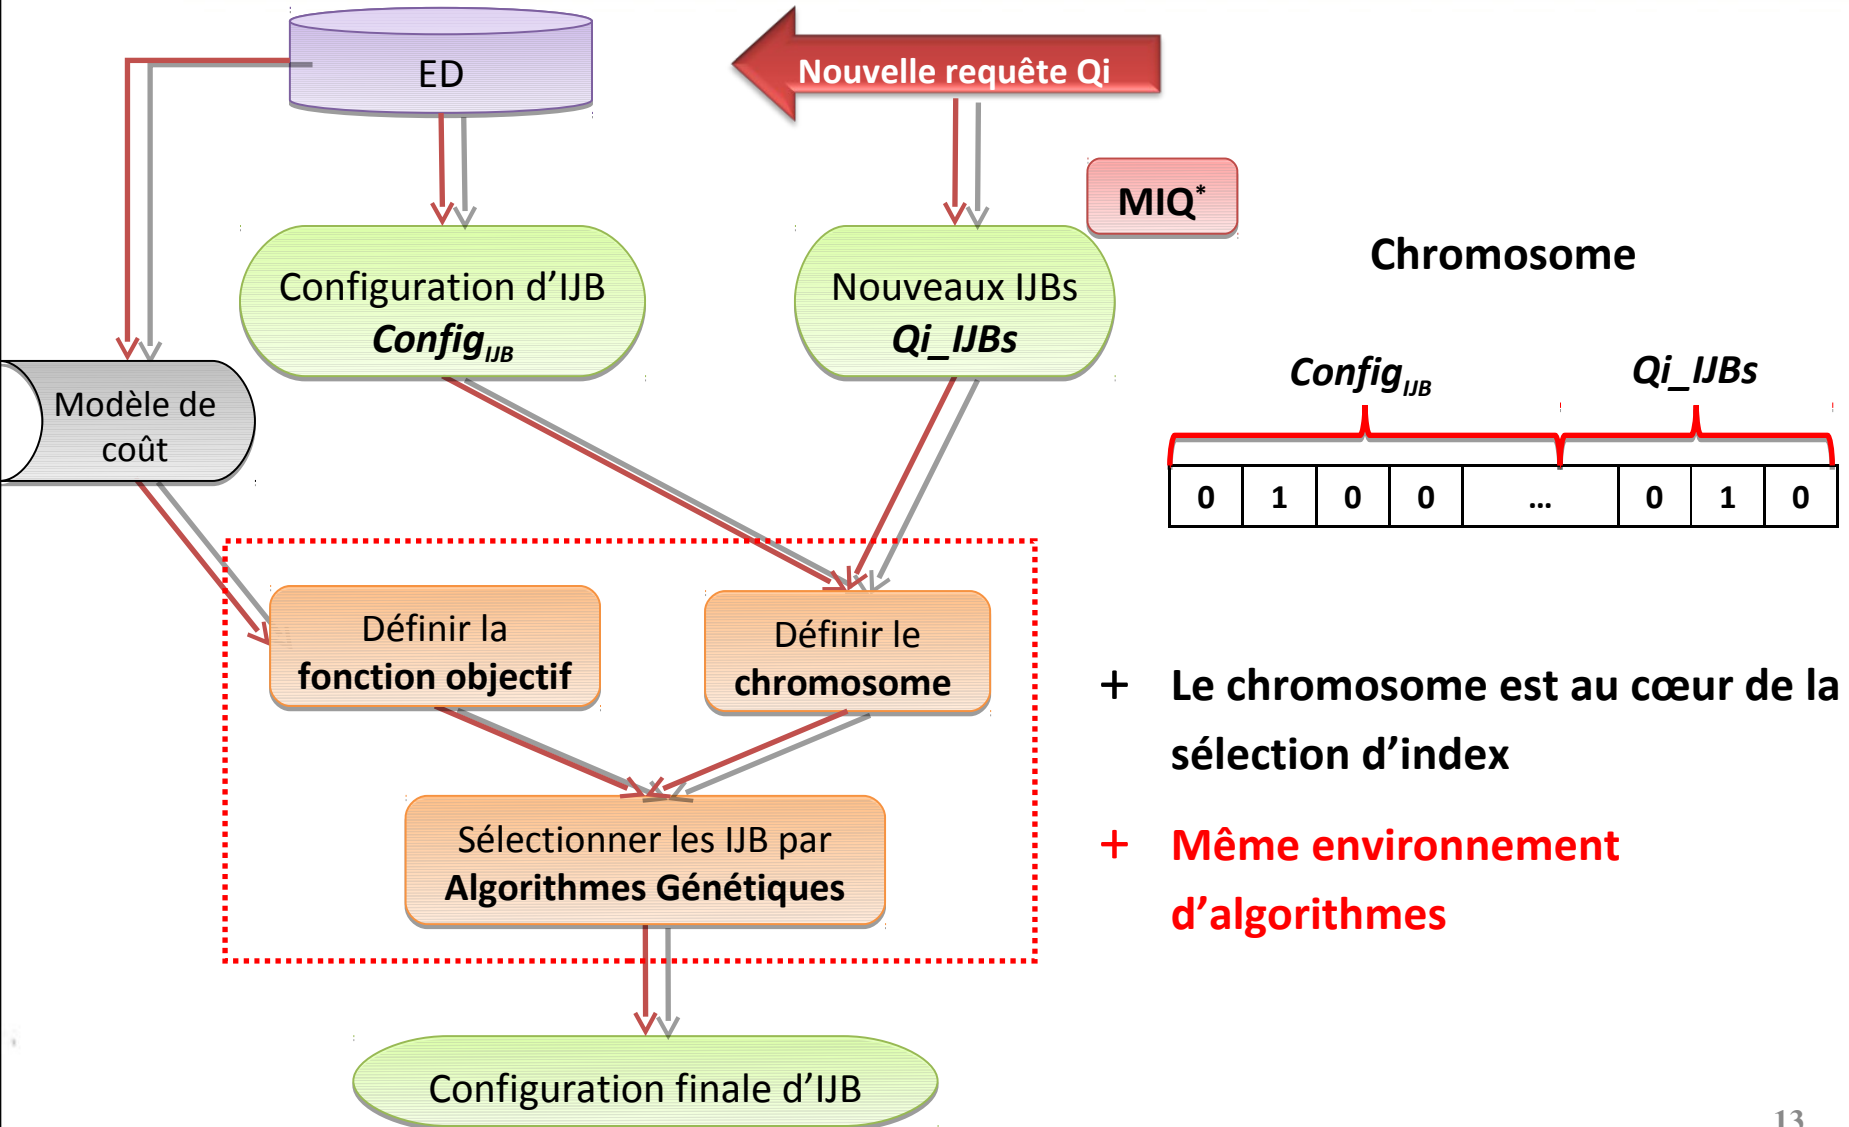 ED
Nouvelle requête Qi
MIQ*
Configuration d’IJB
Config_IJB
Nouveaux IJBs
Qi_IJBs
Modèle de
coût
Définir la
fonction objectif
Définir le
chromosome
Sélectionner les IJB par
Algorithmes Génétiques
Configuration finale d’IJB
Chromosome
Config_IJB Qi_IJBs
0 1 0 0 ... 0 1 0
+ Le chromosome est au cœur de la
sélection d’index
+ Même environnement
d’algorithmes
13